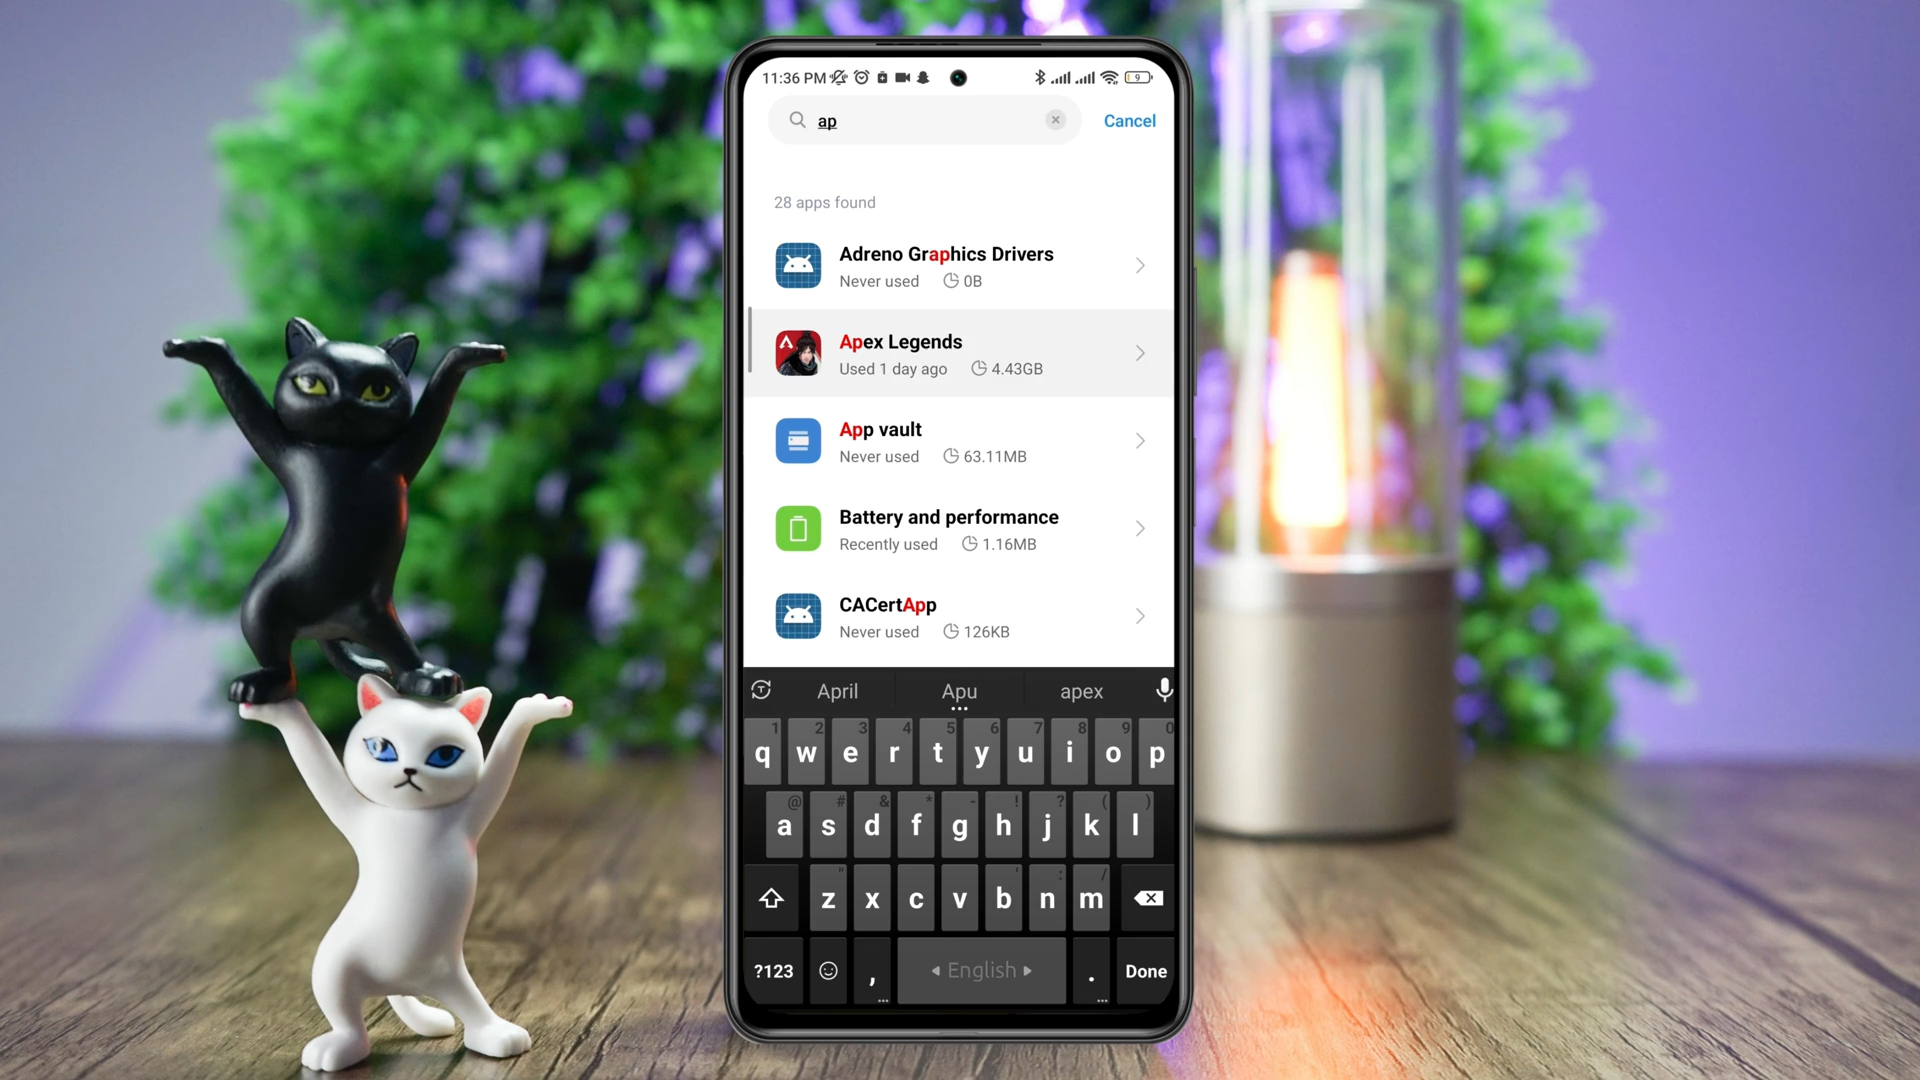 11:36 PM
9
ap
Cancel
28 apps found
Adreno Graphics Drivers
Never used 0B
Apex Legends
Used 1 day ago 4.43GB
App vault
Never used 63.11MB
Battery and performance
Recently used 1.16MB
CACertApp
Never used 126KB
April Apu apex
1 2 3 4 5 6 7 8 9 0
q w e r t y u i o p
@ # & * - ! ? ( )
a s d f g h j k l
" ' : /
z x c v b n m
?123 , English . Done